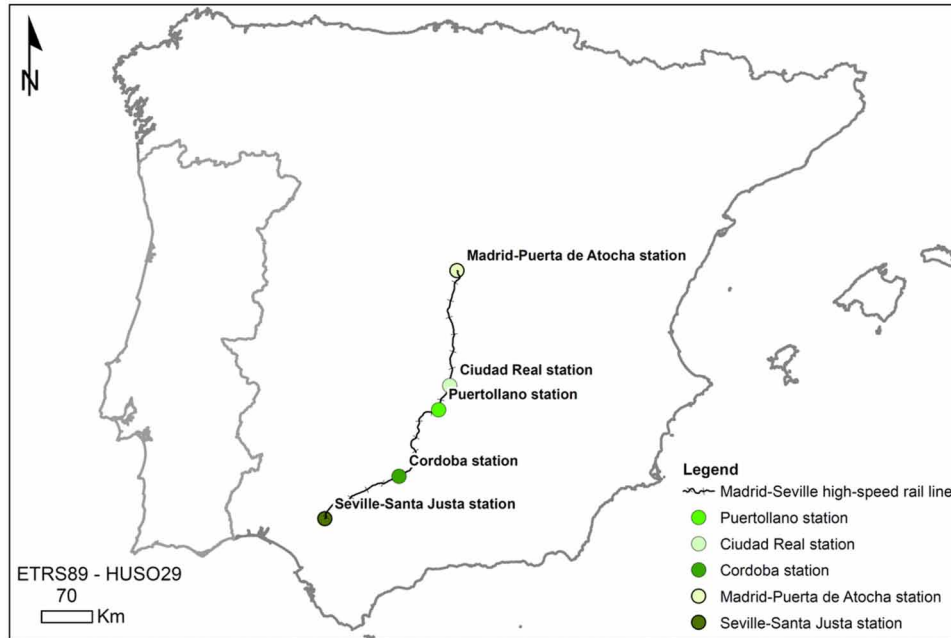 N
Madrid-Puerta de Atocha station
Ciudad Real station
Puertollano station
Cordoba station
Seville-Santa Justa station
Legend
Madrid-Seville high-speed rail line
Puertollano station
Ciudad Real station
Cordoba station
Madrid-Puerta de Atocha station
Seville-Santa Justa station
ETRS89 - HUSO29
70
Km